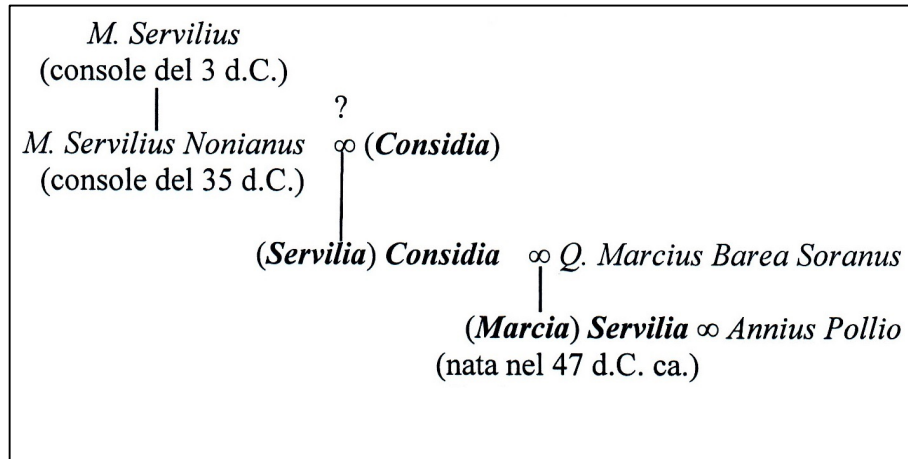 M. Servilius
(console del 3 d.C.)
?
M. Servilius Nonianus ∞ (Considia)
(console del 35 d.C.)
(Servilia) Considia ∞ Q. Marcius Barea Soranus
(Marcia) Servilia ∞ Annius Pollio
(nata nel 47 d.C. ca.)